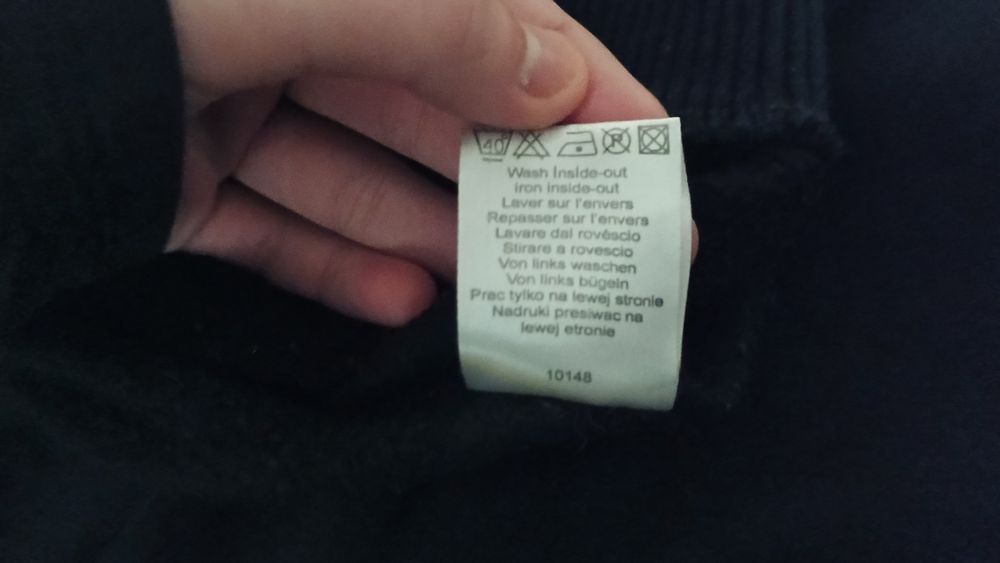 40
P
Wash Inside-out
iron inside-out
Laver sur l'envers
Repasser sur l'envers
Lavare dal rovescio
Stirare a rovescio
Von links waschen
Von links bügein
Prac tylko na lewej stronie
Nadruki presiwac na
lewej etronie
10148